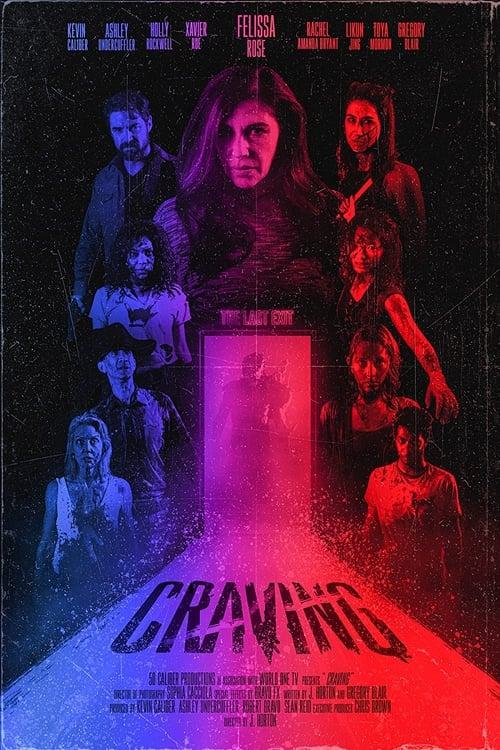 KEVIN CALIBER
ASHLEY UNDERCUFFLER
HOLLY ROCKWELL
XAVIER ROE
FELISSA ROSE
RACHEL AMANDA BRYANT
LIKUN JING
TOYA MORMON
GREGORY BLAIR
THE LAST EXIT
CRAVING
50 CALIBER PRODUCTIONS IN ASSOCIATION WITH WORLD ONE TV PRESENTS "CRAVING"
DIRECTOR OF PHOTOGRAPHY SOPHIA CACCIOLA SPECIAL EFFECTS BY BRAVO FX WRITTEN BY J. HORTON AND GREGORY BLAIR
PRODUCED BY KEVIN CALIBER ASHLEY UNDERCUFFLER ROBERT BRAVO SEAN REID EXECUTIVE PRODUCER CHRIS BROWN
DIRECTED BY J. HORTON